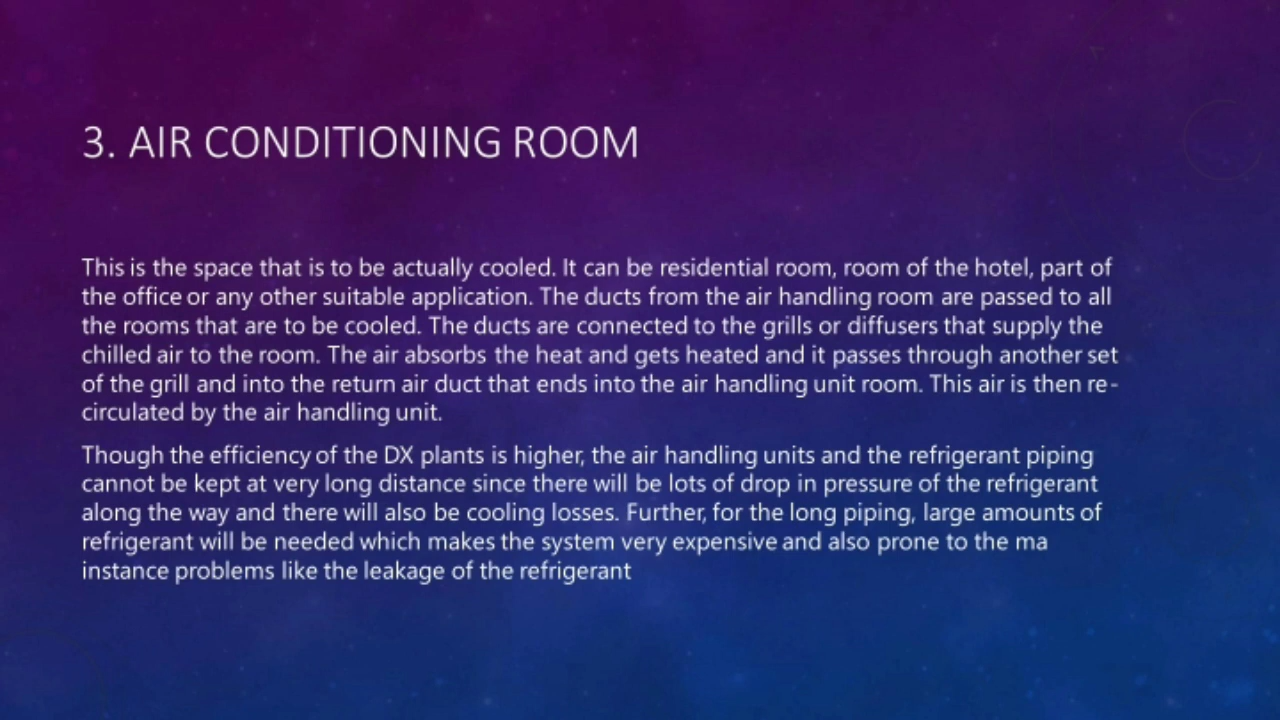 3. AIR CONDITIONING ROOM
This is the space that is to be actually cooled. It can be residential room, room of the hotel, part of
the office or any other suitable application. The ducts from the air handling room are passed to all
the rooms that are to be cooled. The ducts are connected to the grills or diffusers that supply the
chilled air to the room. The air absorbs the heat and gets heated and it passes through another set
of the grill and into the return air duct that ends into the air handling unit room. This air is then re-
circulated by the air handling unit.
Though the efficiency of the DX plants is higher, the air handling units and the refrigerant piping
cannot be kept at very long distance since there will be lots of drop in pressure of the refrigerant
along the way and there will also be cooling losses. Further, for the long piping, large amounts of
refrigerant will be needed which makes the system very expensive and also prone to the ma
instance problems like the leakage of the refrigerant